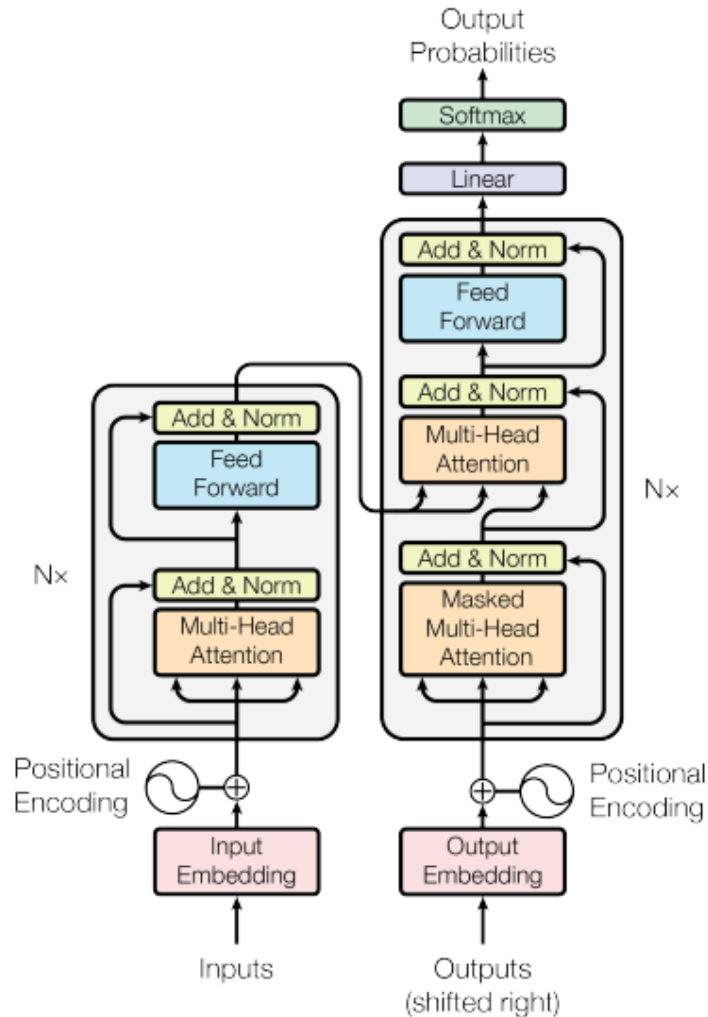 Output
Probabilities
Softmax
Linear
Add & Norm
Feed
Forward
Add & Norm
Multi-Head
Attention
Add & Norm
Masked
Multi-Head
Attention
Nx
Add & Norm
Feed
Forward
Add & Norm
Multi-Head
Attention
Nx
Positional
Encoding
Positional
Encoding
Input
Embedding
Output
Embedding
Inputs
Outputs
(shifted right)